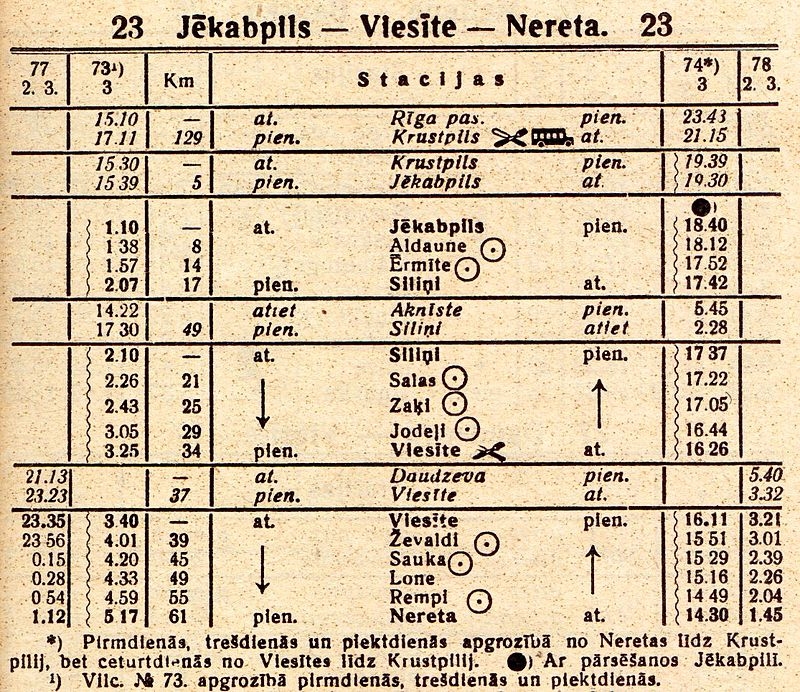 23 Jēkabpils — Viesīte — Nereta. 23
77 73¹) Km Stacijas 74*) 78
2. 3. 3 3 2. 3.
15.10 — at. Rīga pas. pien. 23.43
17.11 129 pien. Krustpils at. 21.15
15.30 — at. Krustpils pien. 19.39
15 39 5 pien. Jēkabpils at. 19.30
●)
1.10 — at. Jēkabpils pien. 18.40
1 38 8 Aldaune 18.12
1.57 14 Ērmīte 17.52
2.07 17 pien. Siliņi at. 17.42
14.22 atiet Aknīste pien. 5.45
17 30 49 pien. Siliņi atiet 2.28
2.10 — at. Siliņi pien. 17 37
2.26 21 Salas 17.22
2.43 25 Zaķi 17.05
3.05 29 Jodeļi 16.44
3.25 34 pien. Viesīte at. 16 26
21.13 — at. Daudzeva pien. 5.40
23.23 37 pien. Viesīte at. 3.32
23.35 3.40 — at. Viesīte pien. 16.11 3.21
23 56 4.01 39 Ževaldi 15 51 3.01
0.15 4.20 45 Sauka 15 29 2.39
0.28 4.33 49 Lone 15.16 2.26
0 54 4.59 55 Rempi 14 49 2.04
1.12 5 17 61 pien. Nereta at. 14.30 1.45
*) Pirmdienās, trešdienās un piektdienās apgrozībā no Neretas līdz Krust-
pilij, bet ceturtdienās no Viesītes līdz Krustpilij. ●) Ar pārsēšanos Jēkabpilī.
¹) Vilc. № 73. apgrozībā pirmdienās, trešdienās un piektdienās.